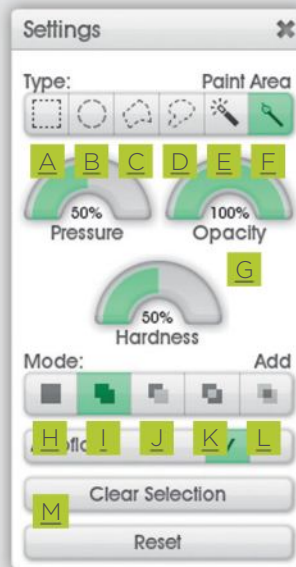 Settings
Type: Paint Area
A B C D E F
50% 100%
Pressure Opacity
G
50%
Hardness
Mode: Add
H I J K L
M
Clear Selection
Reset